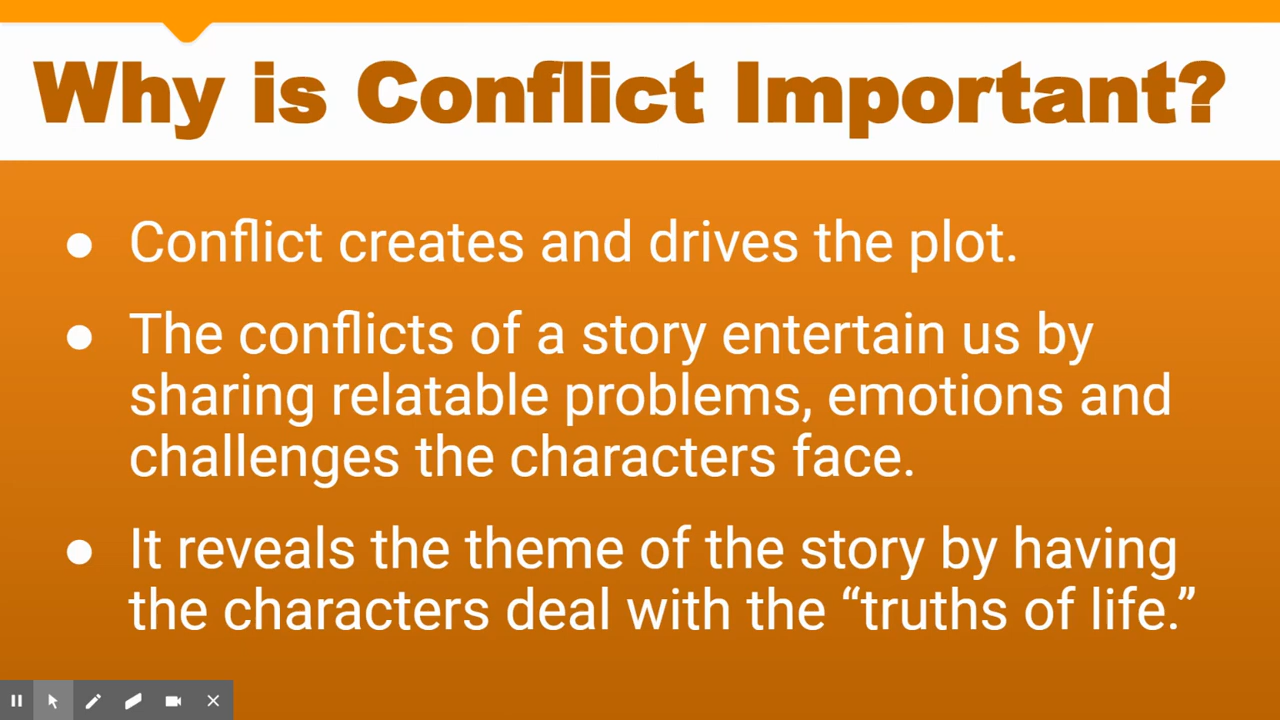 Why is Conflict Important?
● Conflict creates and drives the plot.
● The conflicts of a story entertain us by
sharing relatable problems, emotions and
challenges the characters face.
● It reveals the theme of the story by having
the characters deal with the “truths of life.”